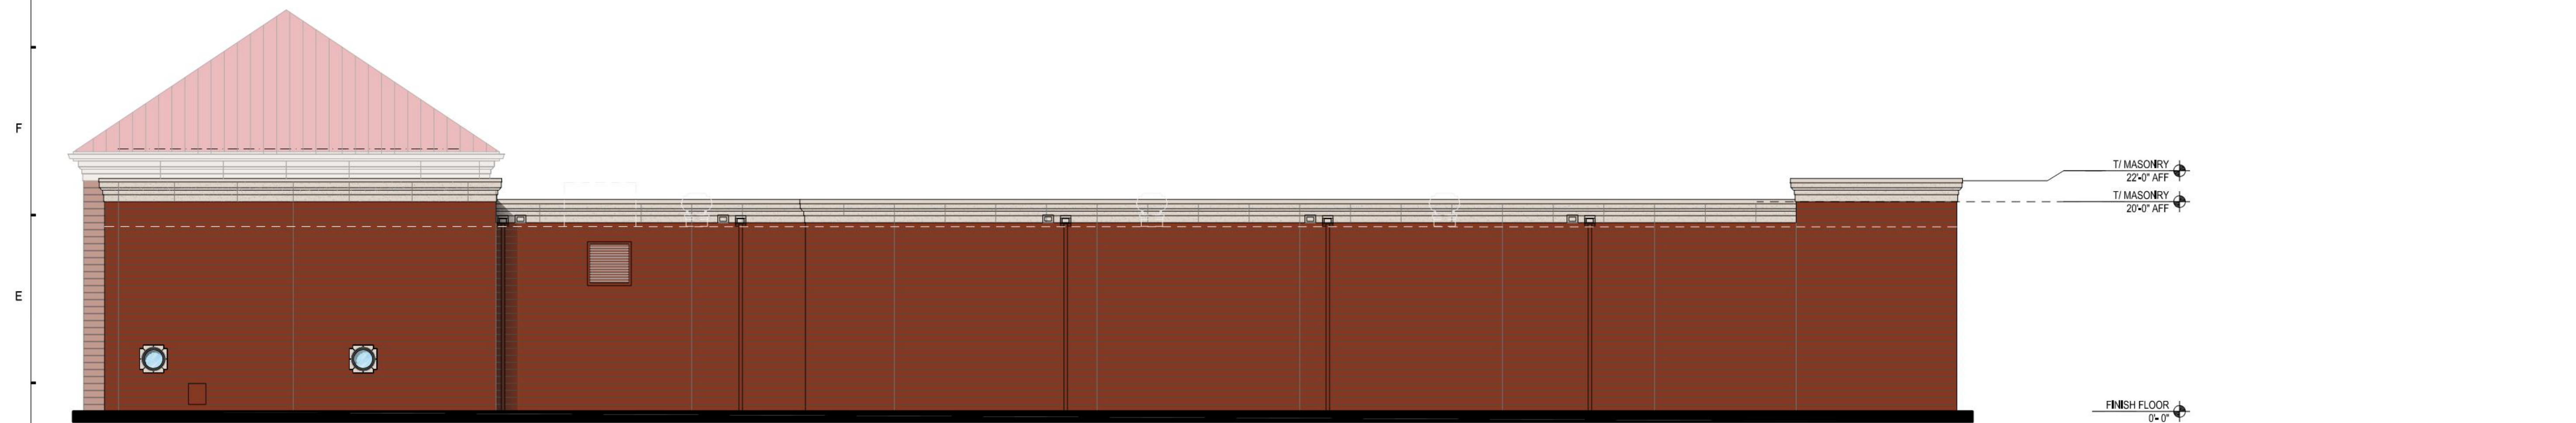 F
T/ MASONRY
22'-0" AFF
T/ MASONRY
20'-0" AFF
E
FINISH FLOOR
0'- 0"